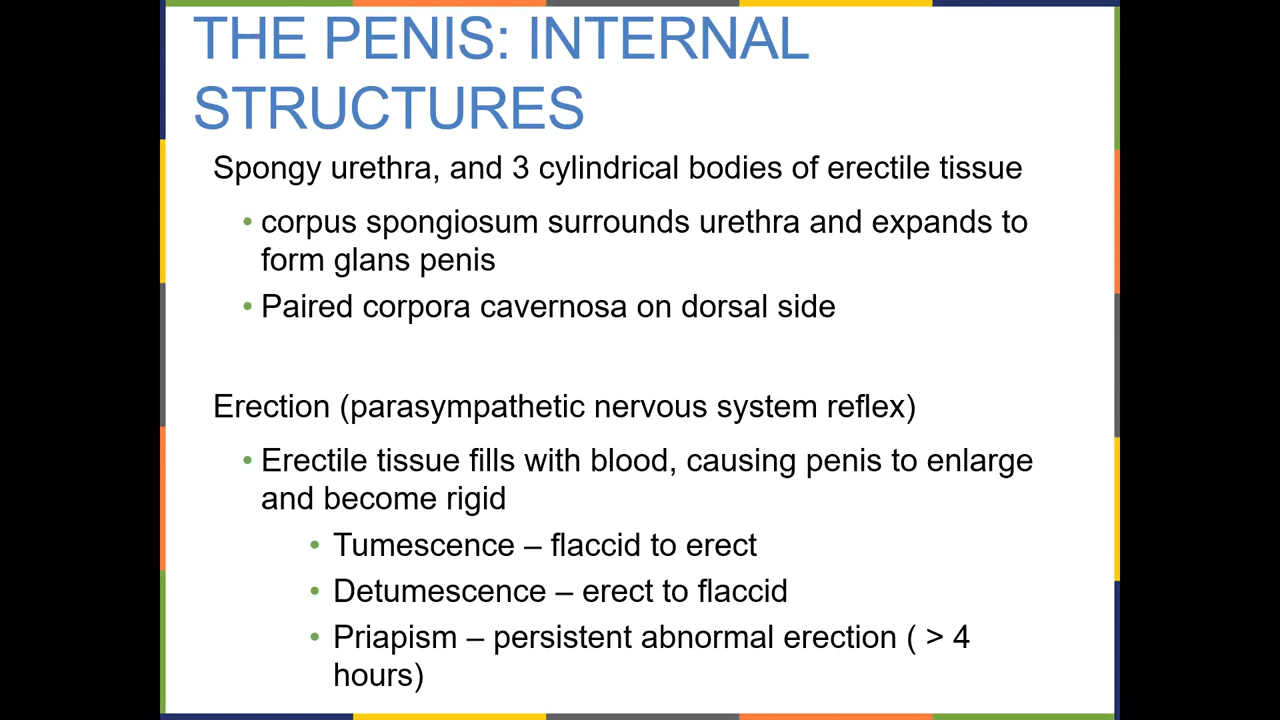 THE PENIS: INTERNAL
STRUCTURES
Spongy urethra, and 3 cylindrical bodies of erectile tissue
• corpus spongiosum surrounds urethra and expands to
form glans penis
• Paired corpora cavernosa on dorsal side
Erection (parasympathetic nervous system reflex)
• Erectile tissue fills with blood, causing penis to enlarge
and become rigid
• Tumescence – flaccid to erect
• Detumescence – erect to flaccid
• Priapism – persistent abnormal erection ( > 4
hours)